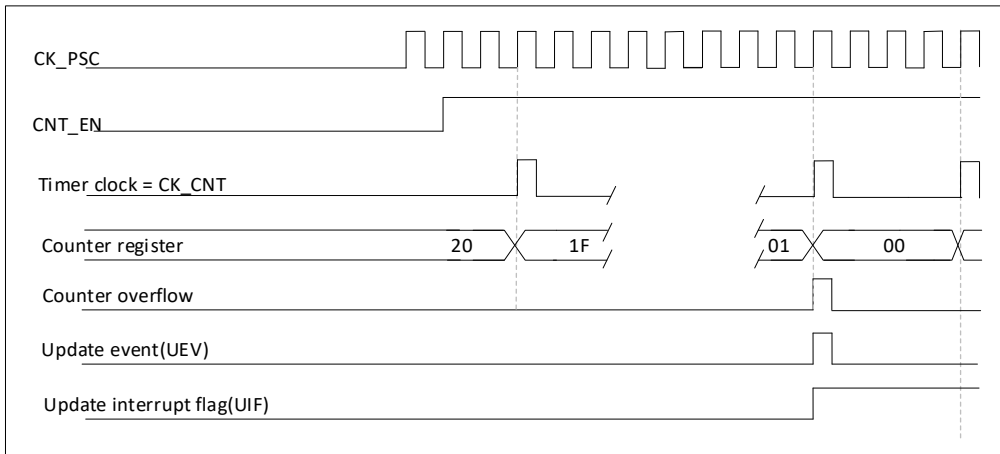 CK_PSC
CNT_EN
Timer clock = CK_CNT
Counter register 20 1F 01 00
Counter overflow
Update event(UEV)
Update interrupt flag(UIF)